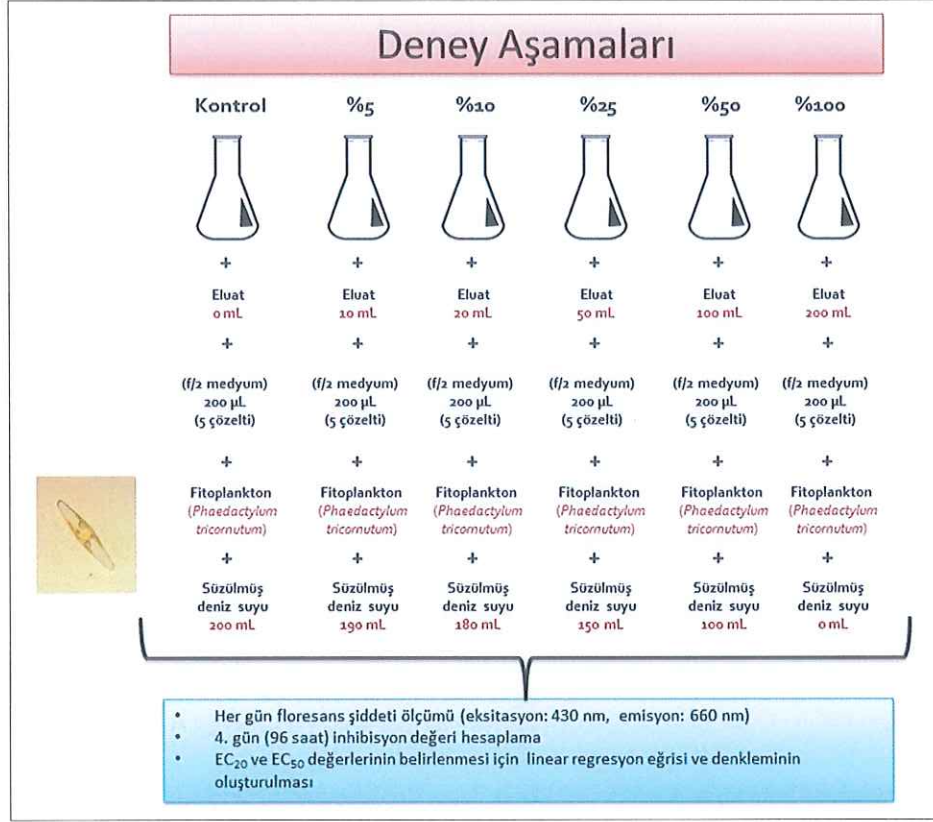 Deney Aşamaları
Kontrol %5 %10 %25 %50 %100
+ + + + + +
Eluat Eluat Eluat Eluat Eluat Eluat
0 mL 10 mL 20 mL 50 mL 100 mL 200 mL
+ + + + + +
(f/2 medyum) (f/2 medyum) (f/2 medyum) (f/2 medyum) (f/2 medyum) (f/2 medyum)
200 µL 200 µL 200 µL 200 µL 200 µL 200 µL
(5 çözelti) (5 çözelti) (5 çözelti) (5 çözelti) (5 çözelti) (5 çözelti)
+ + + + + +
Fitoplankton Fitoplankton Fitoplankton Fitoplankton Fitoplankton Fitoplankton
(Phaedactylum (Phaedactylum (Phaedactylum (Phaedactylum (Phaedactylum (Phaedactylum
tricornutum) tricornutum) tricornutum) tricornutum) tricornutum) tricornutum)
+ + + + + +
Süzülmüş Süzülmüş Süzülmüş Süzülmüş Süzülmüş Süzülmüş
deniz suyu deniz suyu deniz suyu deniz suyu deniz suyu deniz suyu
200 mL 190 mL 180 mL 150 mL 100 mL 0 mL
• Her gün floresans şiddeti ölçümü (eksitasyon: 430 nm, emisyon: 660 nm)
• 4. gün (96 saat) inhibisyon değeri hesaplama
• EC20 ve EC50 değerlerinin belirlenmesi için linear regresyon eğrisi ve denkleminin
oluşturulması